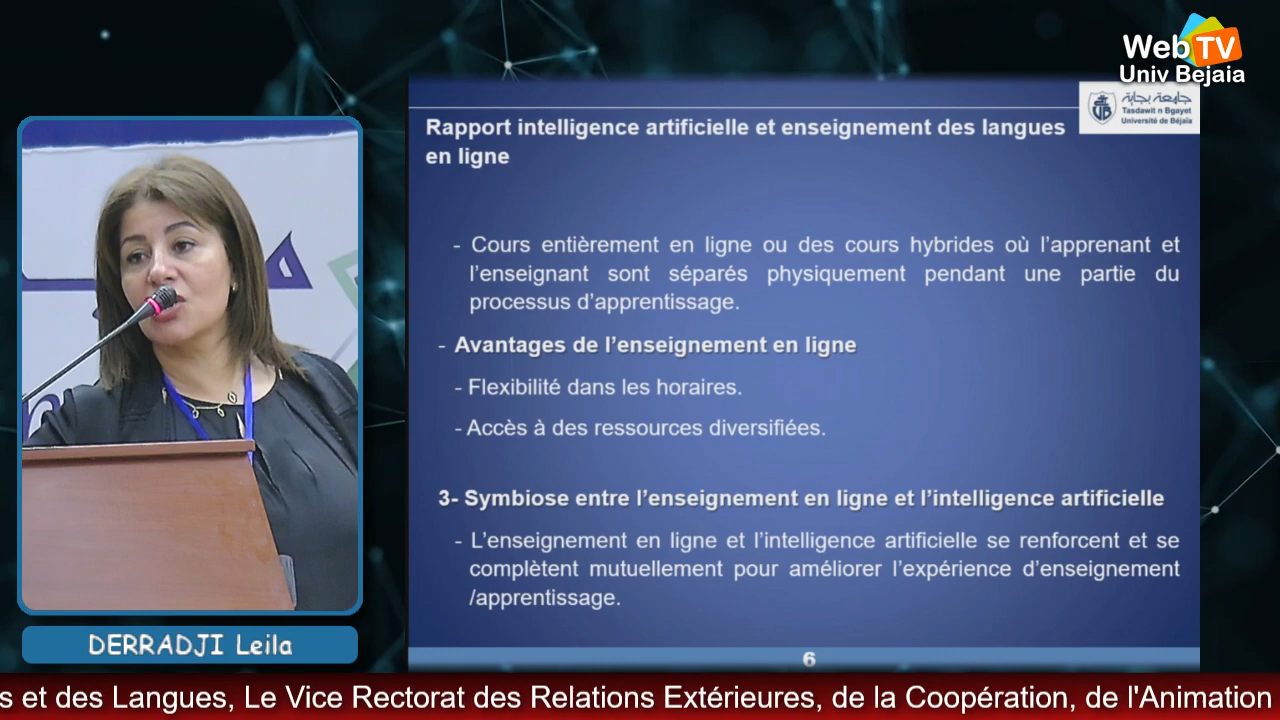 Web TV
Univ Bejaia
جامعة بجاية
Tasdawit n Bgayet
Université de Béjaïa
Rapport intelligence artificielle et enseignement des langues
en ligne
- Cours entièrement en ligne ou des cours hybrides où l’apprenant et
l’enseignant sont séparés physiquement pendant une partie du
processus d’apprentissage.
- Avantages de l’enseignement en ligne
- Flexibilité dans les horaires.
- Accès à des ressources diversifiées.
3- Symbiose entre l’enseignement en ligne et l’intelligence artificielle
- L’enseignement en ligne et l’intelligence artificielle se renforcent et se
complètent mutuellement pour améliorer l’expérience d’enseignement
/apprentissage.
6
DERRADJI Leila
s et des Langues, Le Vice Rectorat des Relations Extérieures, de la Coopération, de l'Animation